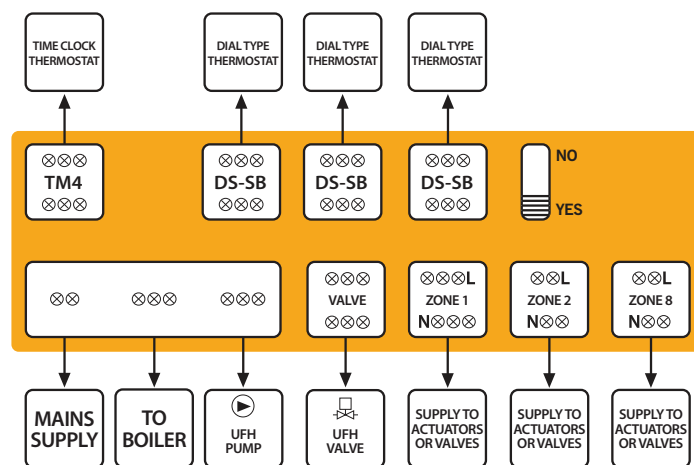 TIME CLOCK
THERMOSTAT
DIAL TYPE
THERMOSTAT
DIAL TYPE
THERMOSTAT
DIAL TYPE
THERMOSTAT
TM4
DS-SB
DS-SB
DS-SB
NO
YES
VALVE
L
ZONE 1
N
L
ZONE 2
N
L
ZONE 8
N
MAINS
SUPPLY
TO
BOILER
UFH
PUMP
UFH
VALVE
SUPPLY TO
ACTUATORS
OR VALVES
SUPPLY TO
ACTUATORS
OR VALVES
SUPPLY TO
ACTUATORS
OR VALVES